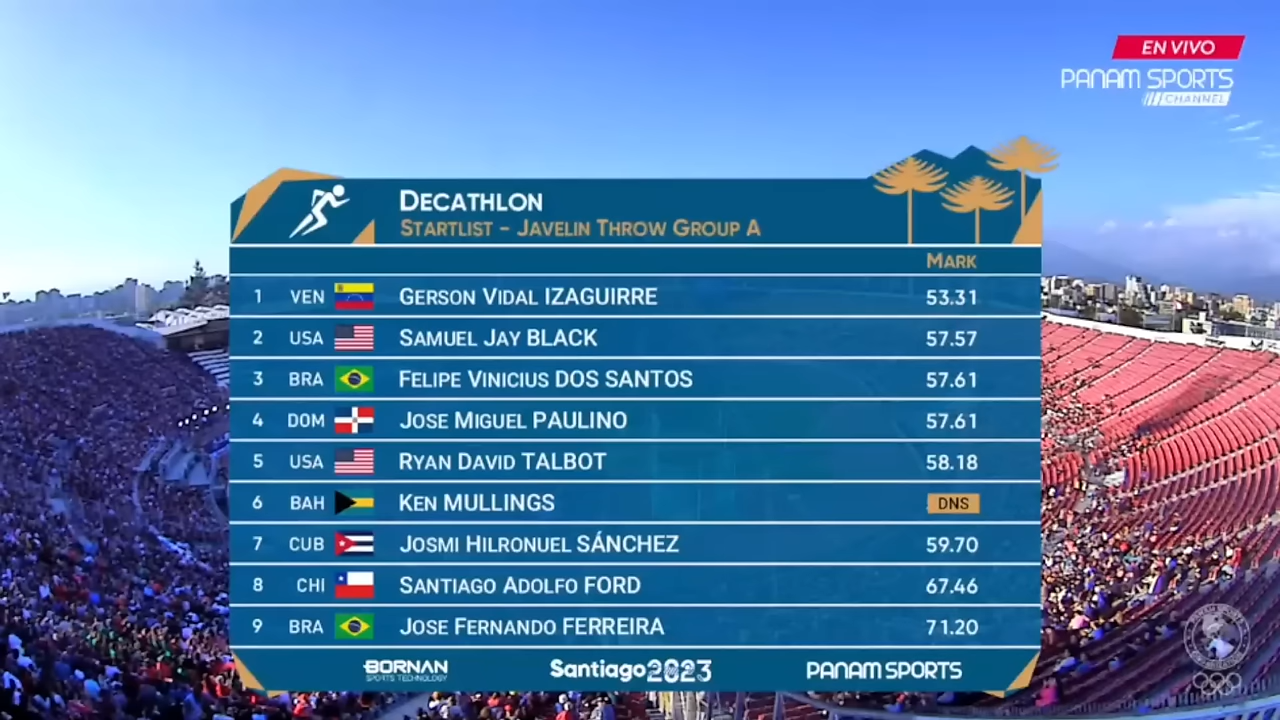 EN VIVO
PANAM SPORTS
CHANNEL
DECATHLON
STARTLIST - JAVELIN THROW GROUP A
MARK
1 VEN GERSON VIDAL IZAGUIRRE 53.31
2 USA SAMUEL JAY BLACK 57.57
3 BRA FELIPE VINICIUS DOS SANTOS 57.61
4 DOM JOSE MIGUEL PAULINO 57.61
5 USA RYAN DAVID TALBOT 58.18
6 BAH KEN MULLINGS DNS
7 CUB JOSMI HILRONUEL SÁNCHEZ 59.70
8 CHI SANTIAGO ADOLFO FORD 67.46
9 BRA JOSE FERNANDO FERREIRA 71.20
BORNAN
SPORTS TECHNOLOGY
Santiago2023
PANAM SPORTS